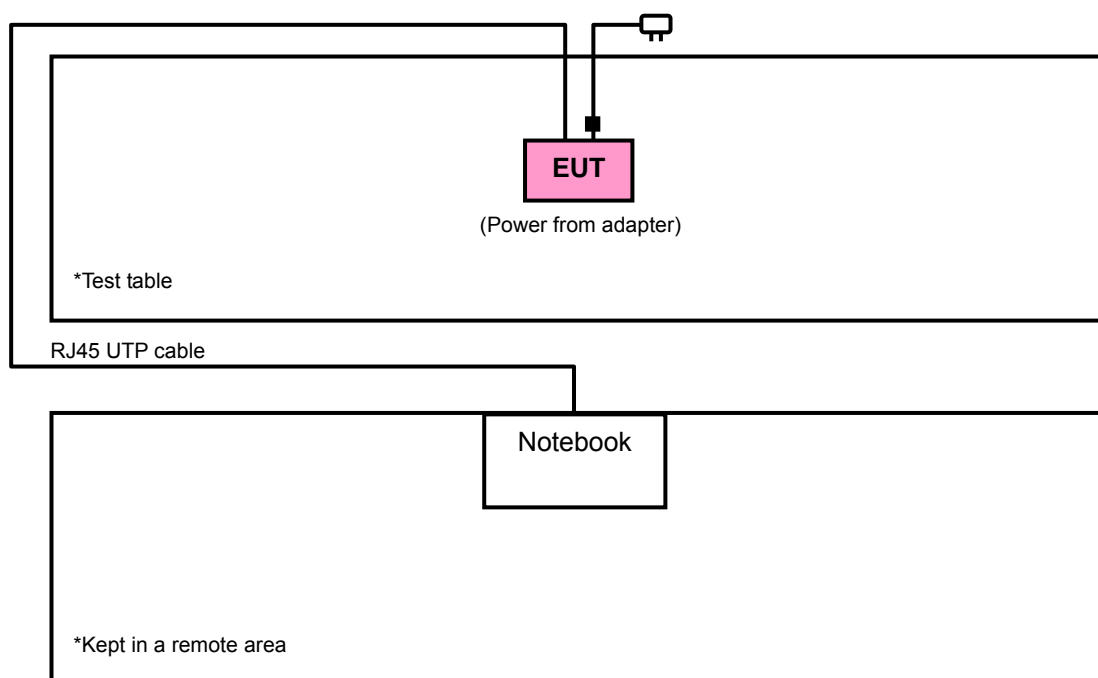 EUT
(Power from adapter)
*Test table
RJ45 UTP cable
Notebook
*Kept in a remote area